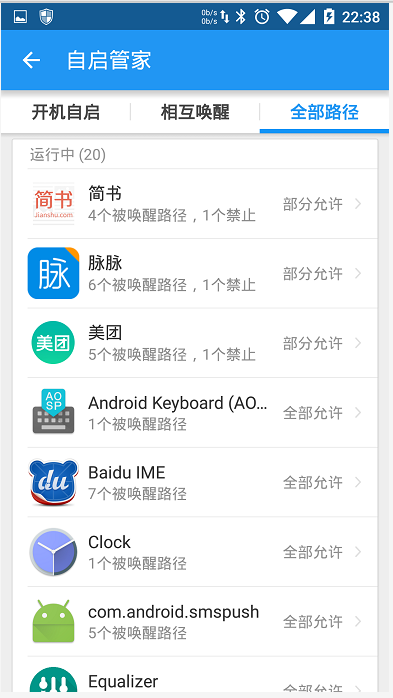 0b/s
0b/s
22:38
自启管家
开机自启
相互唤醒
全部路径
运行中 (20)
简书
Jianshu.com
简书
4个被唤醒路径，1个禁止
部分允许
脉
脉脉
6个被唤醒路径，1个禁止
部分允许
美团
美团
5个被唤醒路径，1个禁止
部分允许
AO
SP
Android Keyboard (AO...
1个被唤醒路径
全部允许
du
Baidu IME
7个被唤醒路径
全部允许
Clock
1个被唤醒路径
全部允许
com.android.smspush
5个被唤醒路径
全部允许
Equalizer
全部允许